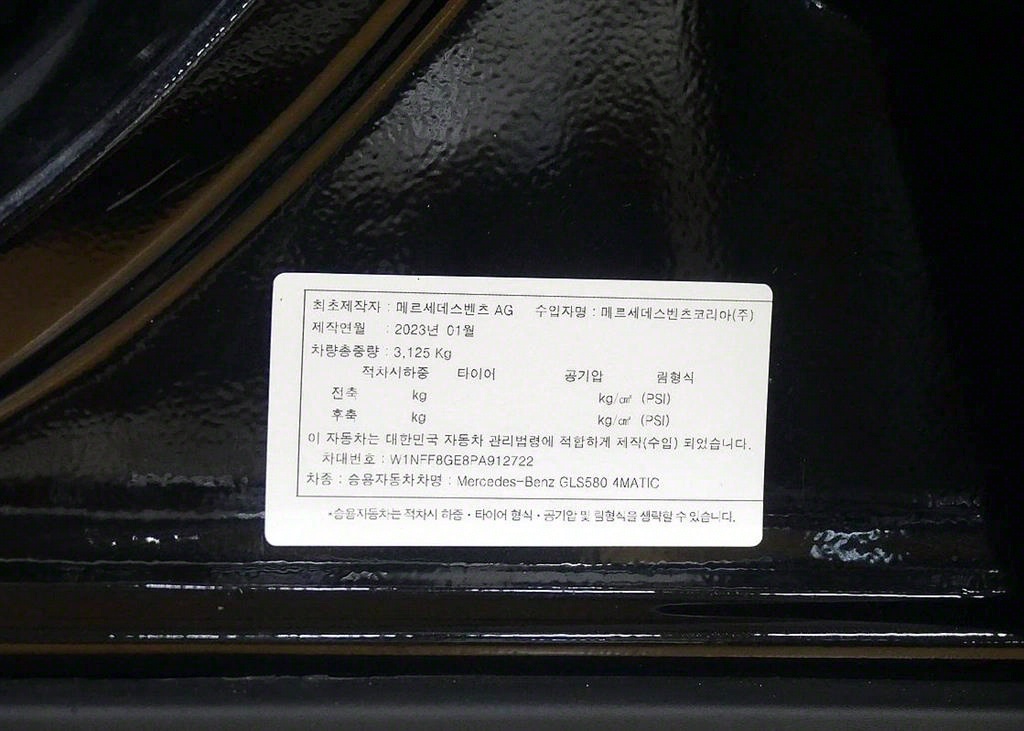 최초제작자 : 메르세데스벤츠 AG 수입자명 : 메르세데스벤츠코리아(주)
제작연월 : 2023년 01월
차량총중량 : 3,125 Kg
적차시하중 타이어 공기압 림형식
전축 kg kg/㎠ (PSI)
후축 kg kg/㎠ (PSI)
이 자동차는 대한민국 자동차 관리법령에 적합하게 제작(수입) 되었습니다.
차대번호 : W1NFF8GE8PA912722
차종 : 승용자동차차명 : Mercedes-Benz GLS580 4MATIC
*승용자동차는 적차시 하중·타이어 형식·공기압 및 림형식을 생략할 수 있습니다.